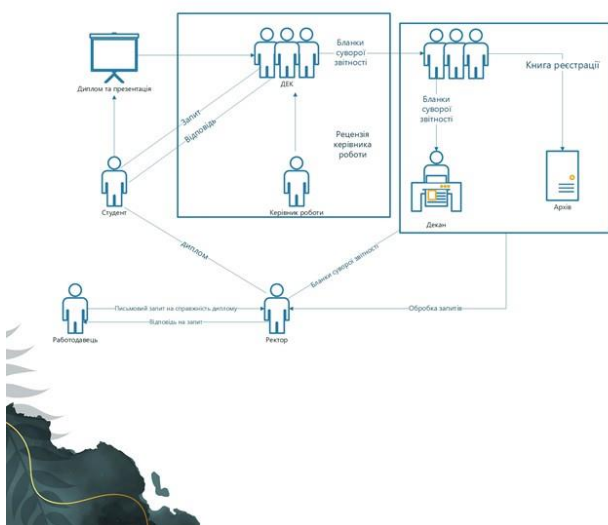 Бланки
суворої
звітності
Книга реєстрації
Диплом та презентація
ДЕК
Запит
Відповідь
Бланки
суворої
звітності
Рецензія
керівника
роботи
Студент
Керівник роботи
Декан
Архів
диплом
Бланки суворої звітності
Письмовий запит на справжність диплому
Обробка запитів
Відповідь на запит
Работодавець
Ректор